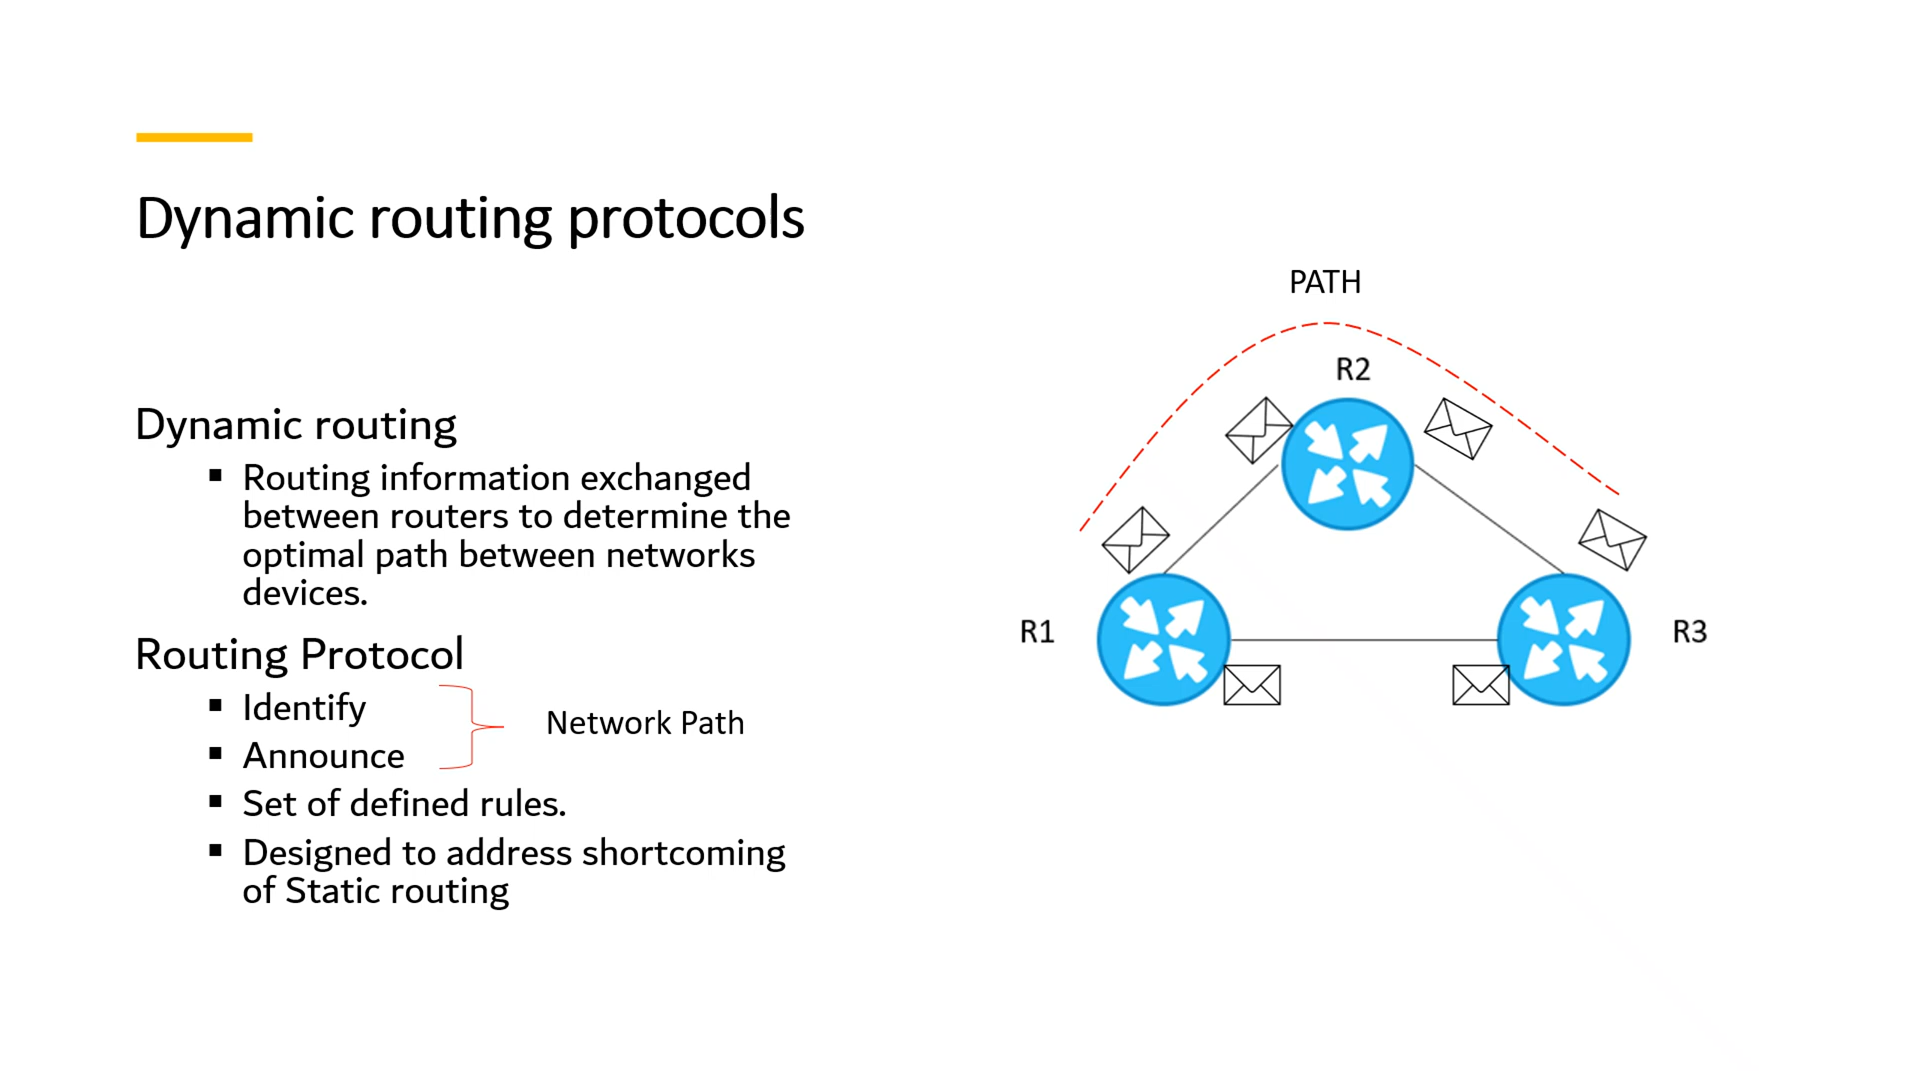 Dynamic routing protocols
Dynamic routing
▪ Routing information exchanged
between routers to determine the
optimal path between networks
devices.
Routing Protocol
▪ Identify
▪ Announce
Network Path
▪ Set of defined rules.
▪ Designed to address shortcoming
of Static routing
PATH
R2
R1
R3